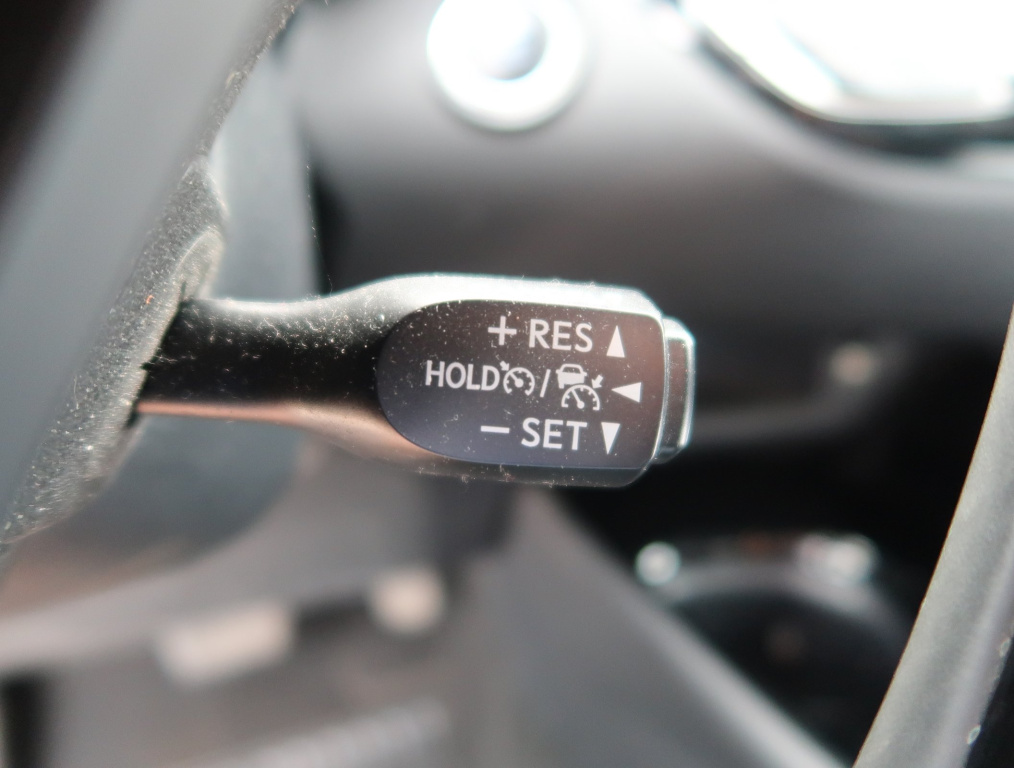 + RES ▲
HOLD / ◀
− SET ▼